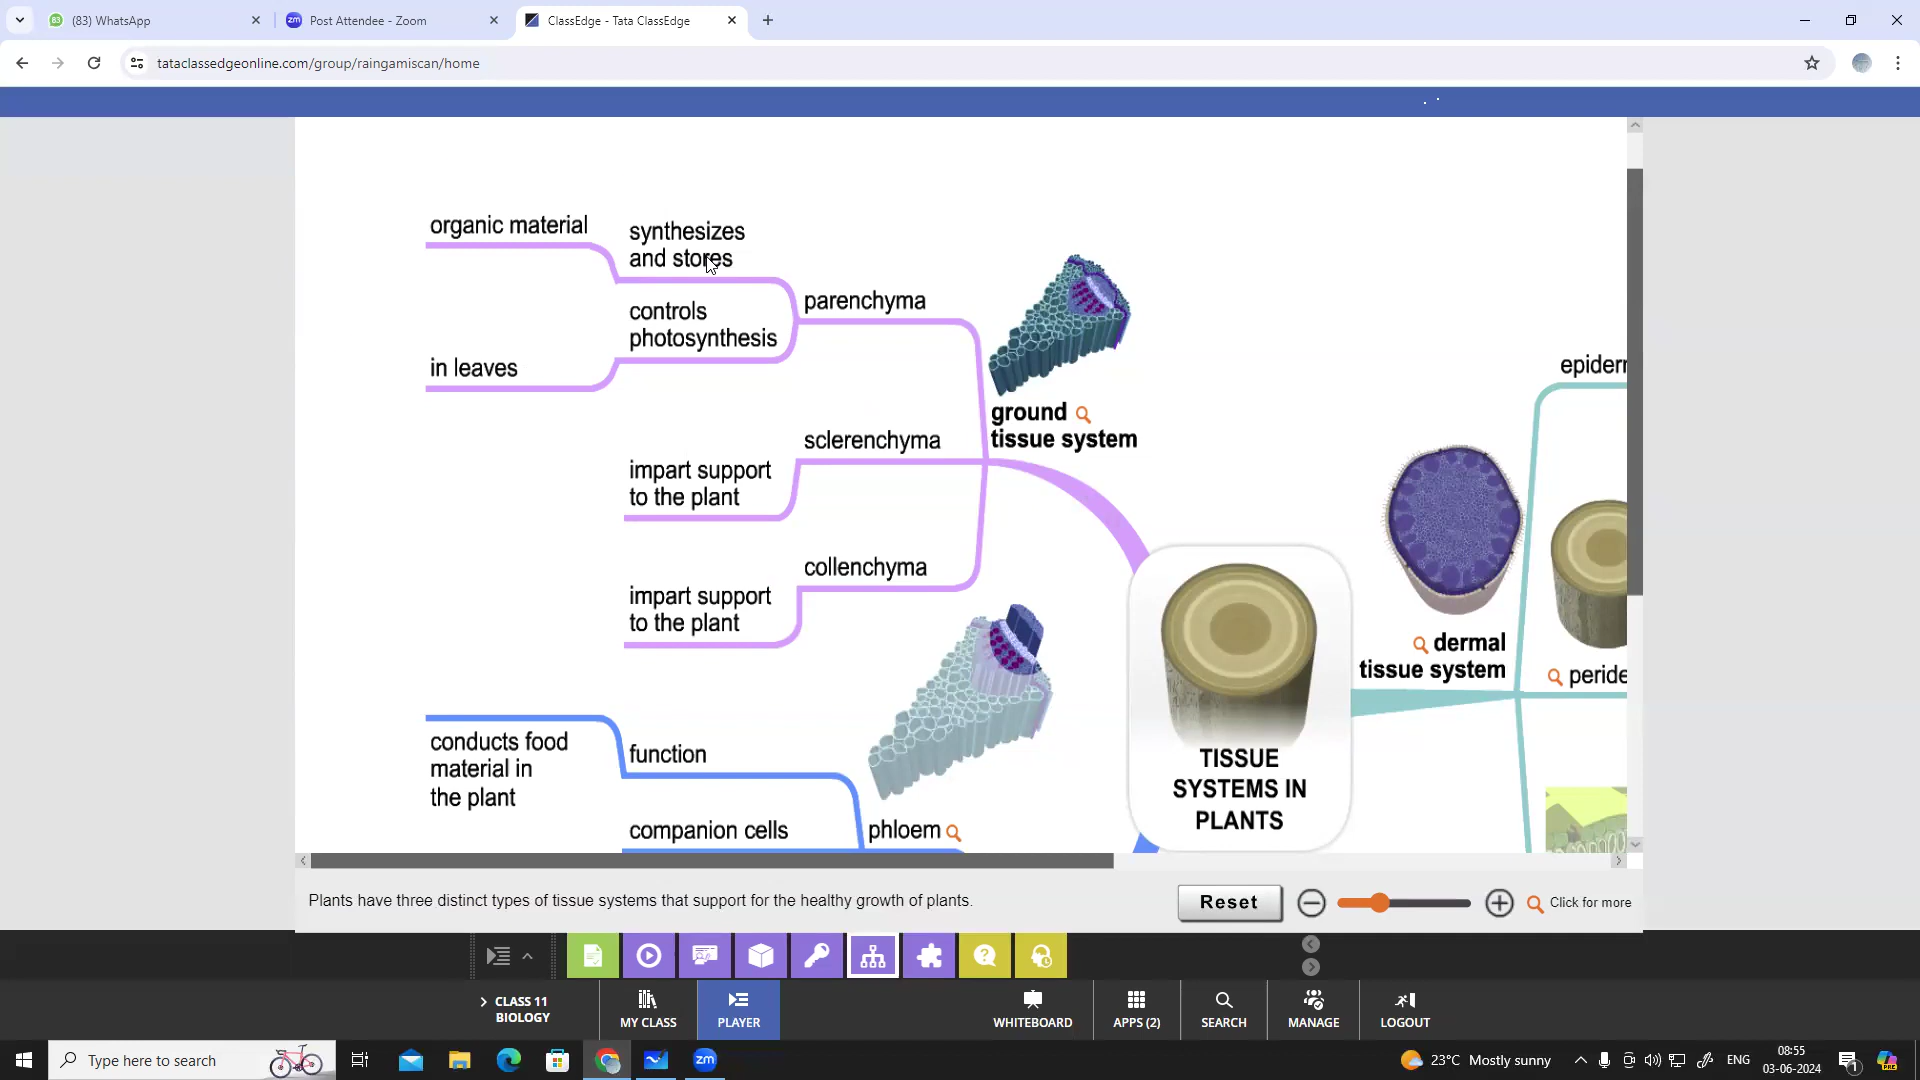 (83) WhatsApp
Post Attendee - Zoom
ClassEdge - Tata ClassEdge
tataclassedgeonline.com/group/raingamiscan/home
organic material
synthesizes
and stores
controls
photosynthesis
in leaves
parenchyma
ground
tissue system
sclerenchyma
impart support
to the plant
collenchyma
impart support
to the plant
conducts food
material in
the plant
function
companion cells
phloem
TISSUE
SYSTEMS IN
PLANTS
dermal
tissue system
epiderm
peride
Plants have three distinct types of tissue systems that support for the healthy growth of plants.
Reset
Click for more
CLASS 11
BIOLOGY
MY CLASS
PLAYER
WHITEBOARD
APPS (2)
SEARCH
MANAGE
LOGOUT
Type here to search
23°C Mostly sunny
ENG
08:55
03-06-2024